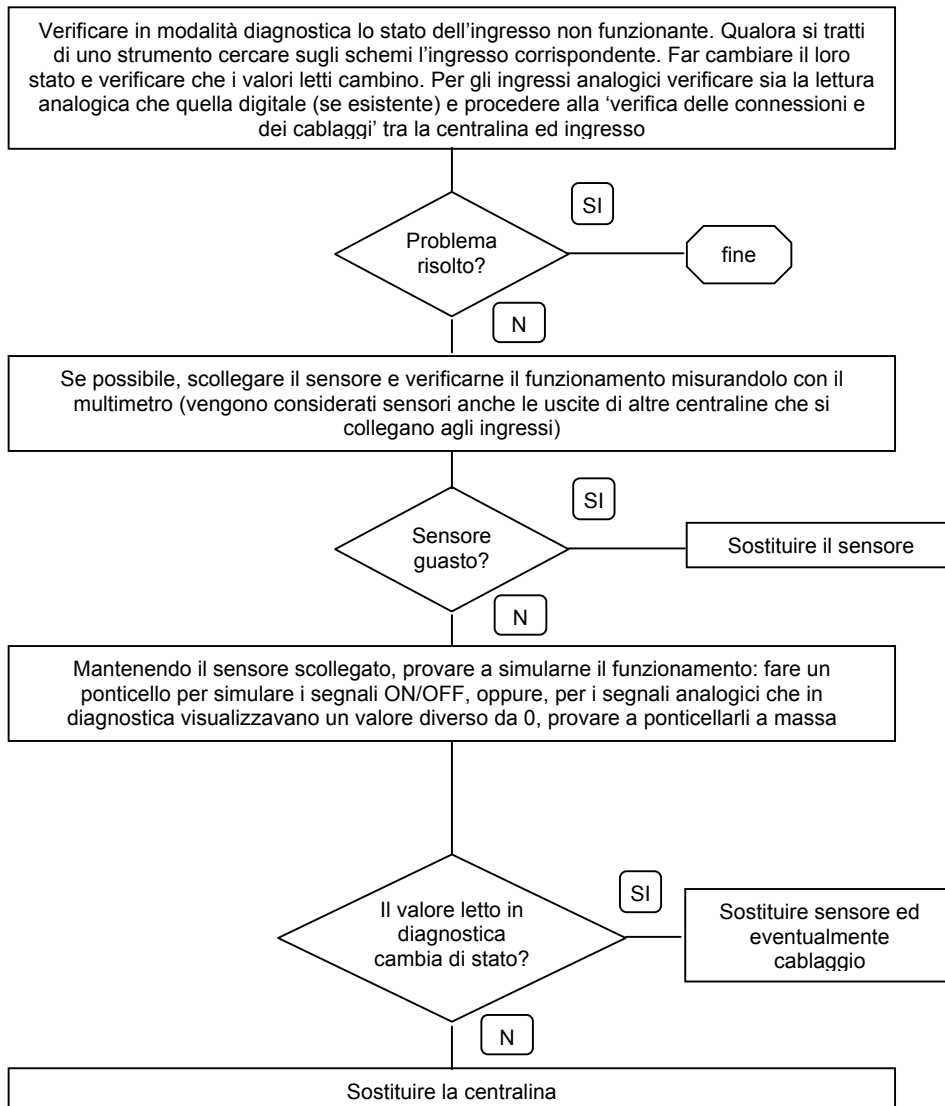 Verificare in modalità diagnostica lo stato dell'ingresso non funzionante. Qualora si tratti
di uno strumento cercare sugli schemi l'ingresso corrispondente. Far cambiare il loro
stato e verificare che i valori letti cambino. Per gli ingressi analogici verificare sia la lettura
analogica che quella digitale (se esistente) e procedere alla 'verifica delle connessioni e
dei cablaggi' tra la centralina ed ingresso
SI
Problema
risolto?
fine
N
Se possibile, scollegare il sensore e verificarne il funzionamento misurandolo con il
multimetro (vengono considerati sensori anche le uscite di altre centraline che si
collegano agli ingressi)
SI
Sensore
guasto?
Sostituire il sensore
N
Mantenendo il sensore scollegato, provare a simularne il funzionamento: fare un
ponticello per simulare i segnali ON/OFF, oppure, per i segnali analogici che in
diagnostica visualizzavano un valore diverso da 0, provare a ponticellarli a massa
SI
Il valore letto in
diagnostica
cambia di stato?
Sostituire sensore ed
eventualmente
cablaggio
N
Sostituire la centralina